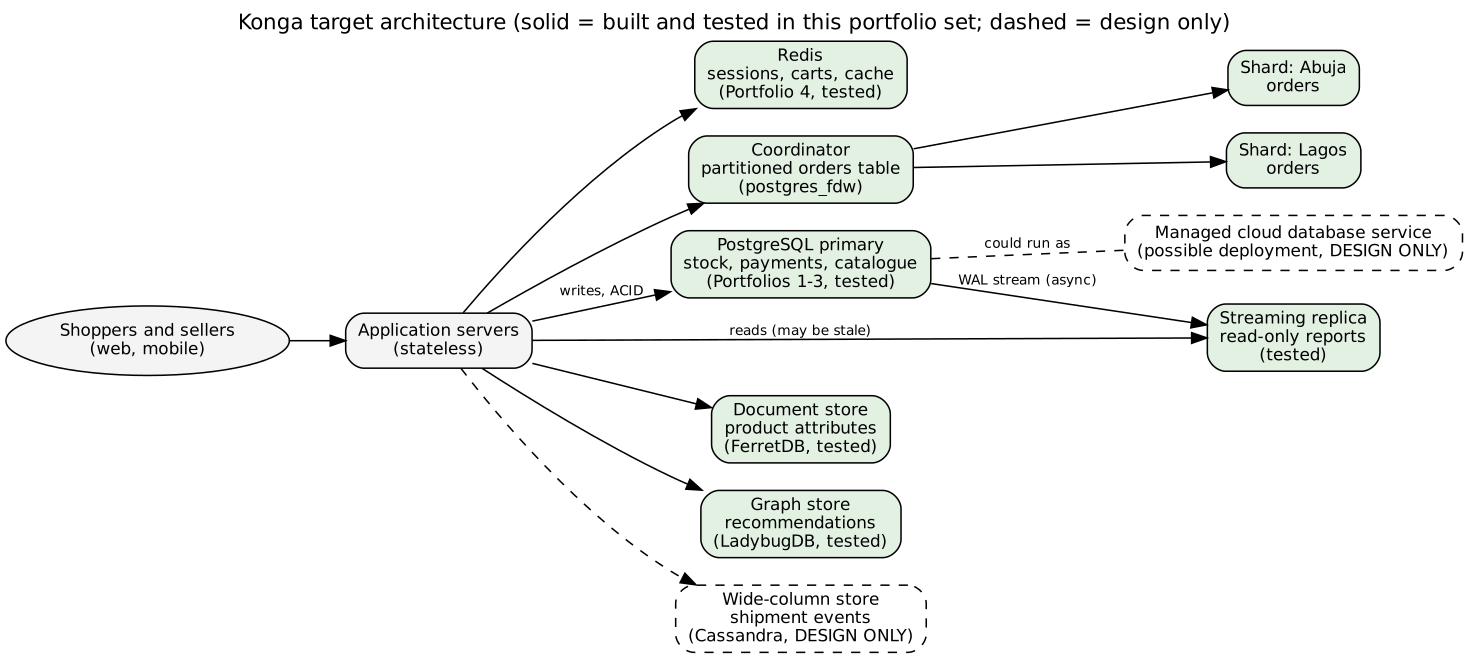 Konga target architecture (solid = built and tested in this portfolio set; dashed = design only)
Redis
sessions, carts, cache
(Portfolio 4, tested)
Shard: Abuja
orders
Coordinator
partitioned orders table
(postgres_fdw)
Shard: Lagos
orders
PostgreSQL primary
stock, payments, catalogue
(Portfolios 1-3, tested)
could run as
Managed cloud database service
(possible deployment, DESIGN ONLY)
WAL stream (async)
writes, ACID
Shoppers and sellers
(web, mobile)
Application servers
(stateless)
reads (may be stale)
Streaming replica
read-only reports
(tested)
Document store
product attributes
(FerretDB, tested)
Graph store
recommendations
(LadybugDB, tested)
Wide-column store
shipment events
(Cassandra, DESIGN ONLY)